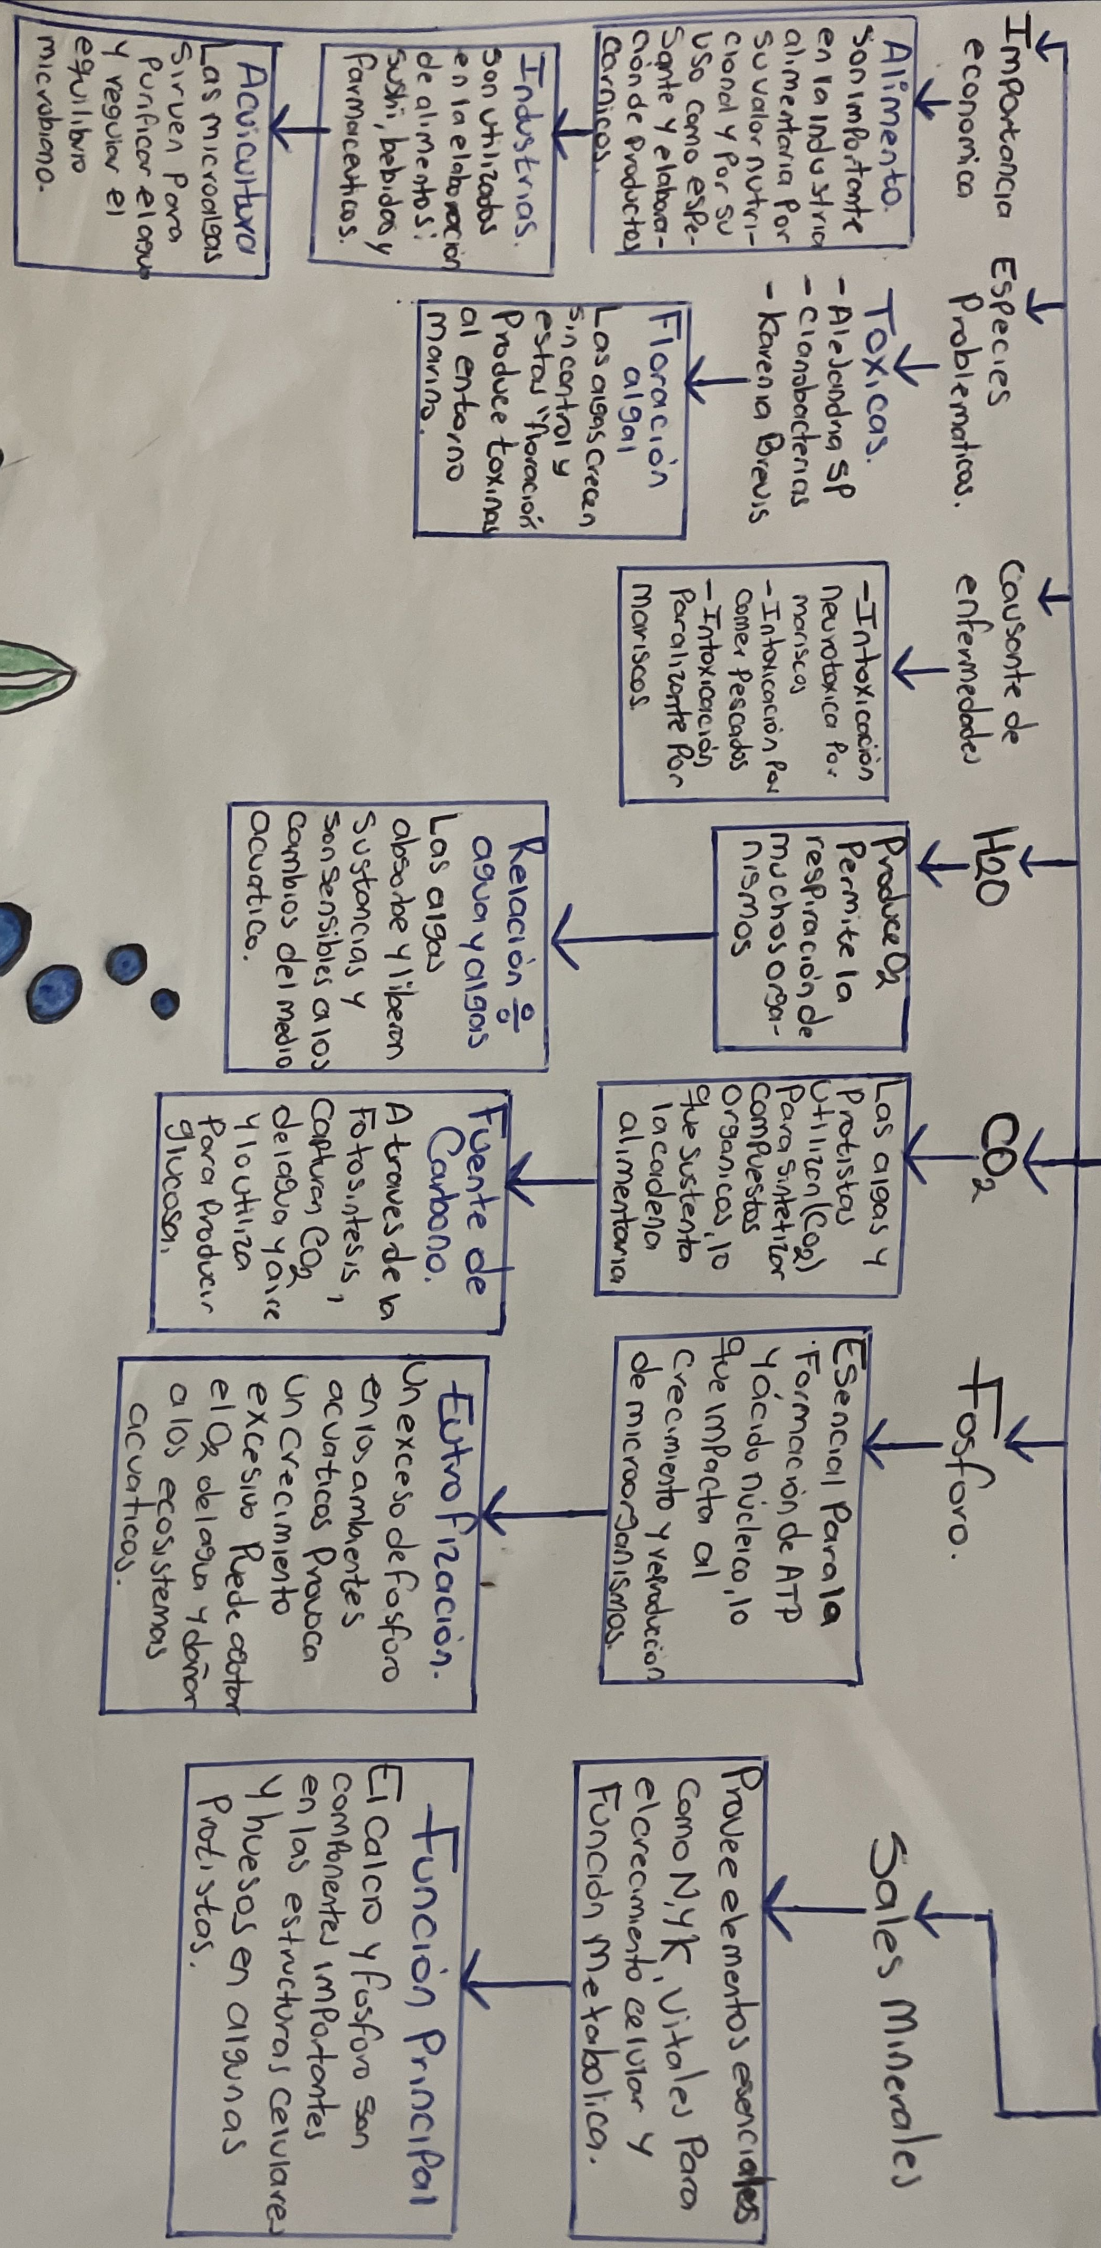 Importancia
economica
Alimento.
Son importante
en la industria
alimentaria por
su valor nutri-
cional y por su
uso como espe-
sante y elabora-
ción de productos
carnicos.
Industrias.
son utilizadas
en la elaboración
de alimentos:
sushi, bebidas y
farmaceuticos.
Acuicultura
Las microalgas
sirven para
purificar el agua
y regular el
equilibrio
microbiano.
Especies
Problematicas.
Toxicas.
- Alejandria SP
- Cianobacterias
- Karenia Brevis
Floración
algal
Las algas crecen
sin control y
estas "floración
Produce toxinas
al entorno
marino.
Causante de
enfermedades
- Intoxicación
neurotoxica por
mariscos
- Intoxicación por
comer pescados
- Intoxicación
Paralizante por
mariscos.
H2O
Produce O2
Permite la
respiración de
muchos orga-
nismos
Relación
agua y algas
Las algas
absorbe y liberan
sustancias y
son sensibles a los
cambios del medio
acuatico.
CO2
Las algas y
Protistas
utilizan (CO2)
Para sintetizar
compuestos
organicos, lo
que sustenta
la cadena
alimentaria
Fuente de
Carbono.
A traves de la
Fotosintesis,
capturan CO2
del agua y aire
y lo utiliza
para producir
glucosa.
Fosforo.
Esencial Para la
Formación de ATP
y ácido núcleico, lo
que impacta al
crecimiento y reproducción
de microorganismos.
Eutrofización.
Un exceso de fosforo
en los ambientes
acuaticos Provoca
un crecimiento
excesivo Puede agotar
el O2 del agua y dañar
a los ecosistemas
acuaticos.
Sales Minerales
Provee elementos esenciales
como N, y K, vitales para
el crecimiento celular y
Función Metabolica.
Función Principal
El calcio y fosforo son
componentes importantes
en las estructuras celulares
y huesos en algunas
Protistas.